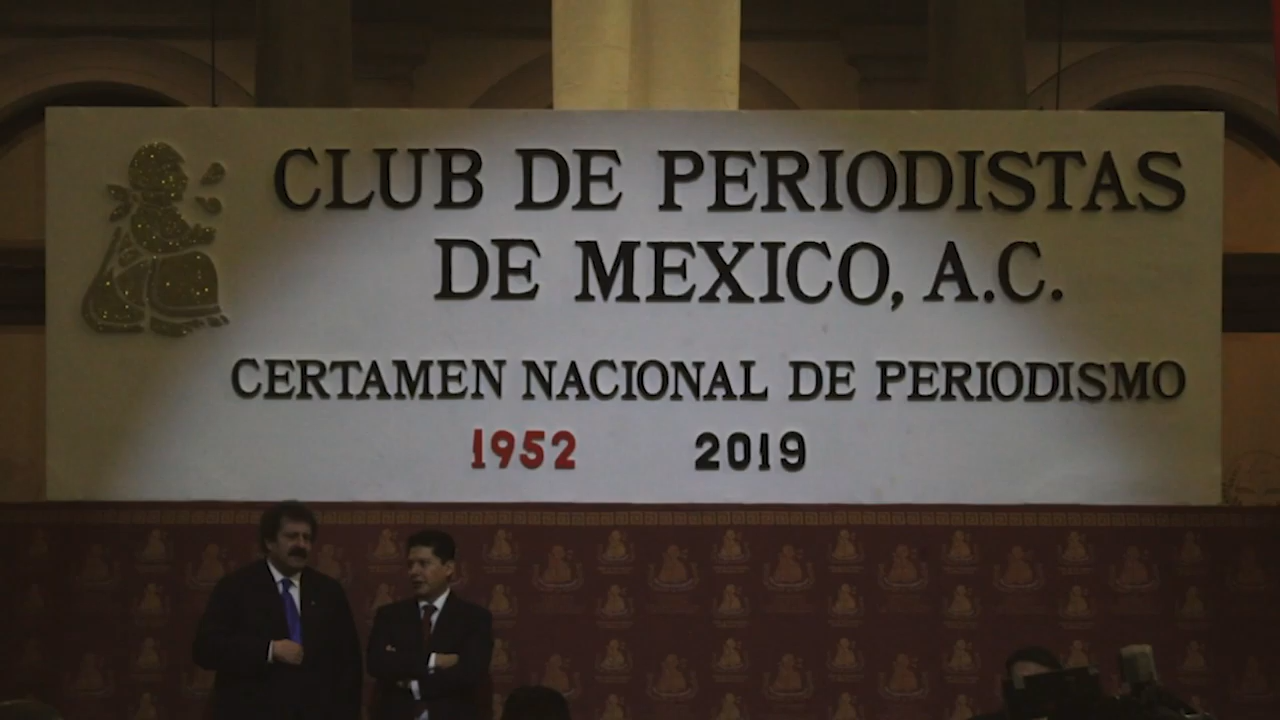 CLUB DE PERIODISTAS
DE MEXICO, A.C.
CERTAMEN NACIONAL DE PERIODISMO
1952 2019